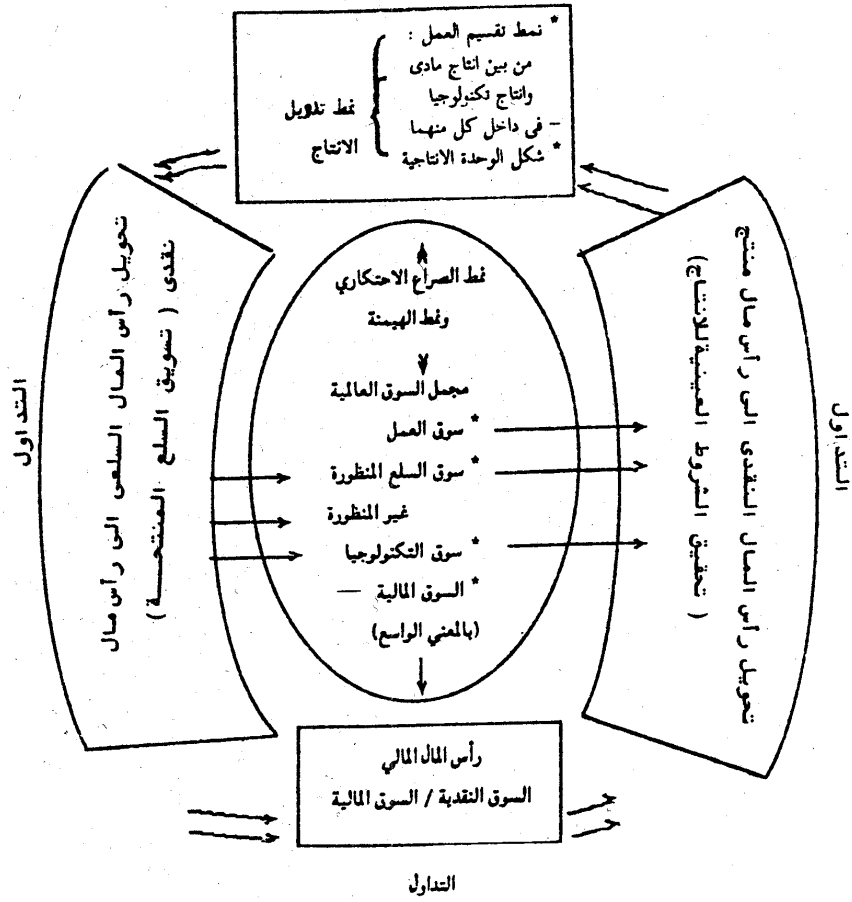 * نمط تقسيم العمل :
من بين انتاج مادى
وانتاج تكنولوجيا
– فى داخل كل منهما
* شكل الوحدة الانتاجية
نمط تدويل
الانتاج
تحويل رأس المال النقدى الى رأس مال منتج
( تحقيق الشروط العينية للانتاج )
التداول
نمط الصراع الاحتكاري
ونمط الهيمنة
مجمل السوق العالمية
* سوق العمل
* سوق السلع المنظورة
غير المنظورة
* سوق التكنولوجيا
* السوق المالية —
(بالمعني الواسع)
تحويل رأس المال السلعى الى رأس مال
نقدى ( تسويق السلع المنتجـــة )
التداول
رأس المال المالي
السوق النقدية / السوق المالية
التداول